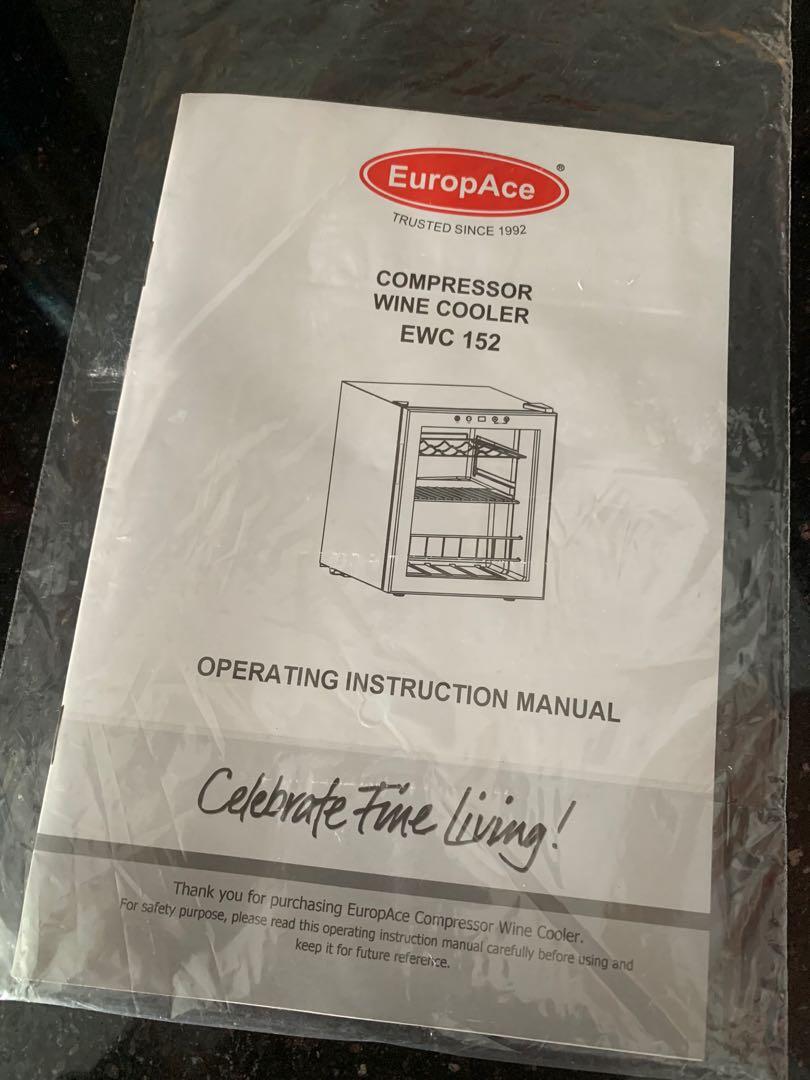 EuropAce ®
TRUSTED SINCE 1992
COMPRESSOR
WINE COOLER
EWC 152
OPERATING INSTRUCTION MANUAL
Celebrate Fine Living!
Thank you for purchasing EuropAce Compressor Wine Cooler.
For safety purpose, please read this operating instruction manual carefully before using and
keep it for future reference.